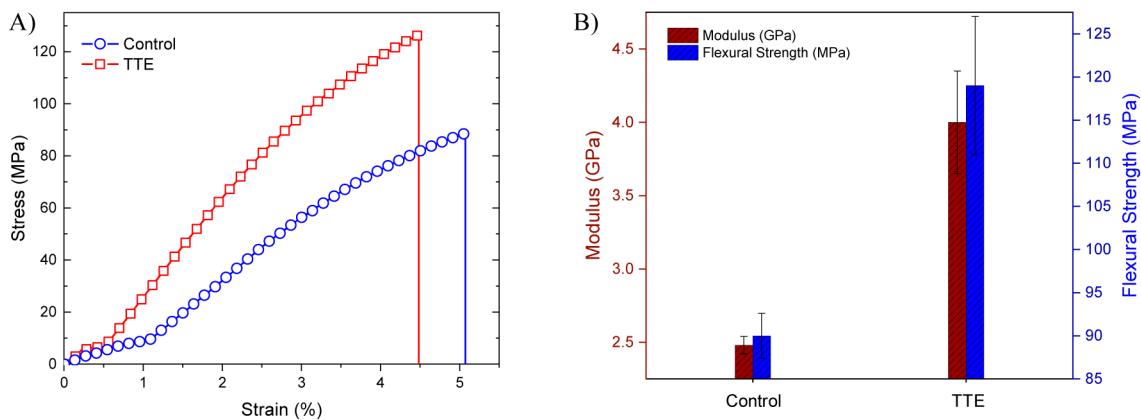 A)
Control
TTE
Stress (MPa)
120
100
80
60
40
20
0
0
1
2
3
4
5
Strain (%)
B)
Modulus (GPa)
Flexural Strength (MPa)
Modulus (GPa)
4.5
4.0
3.5
3.0
2.5
Control
TTE
125
120
115
110
105
100
95
90
85
Flexural Strength (MPa)